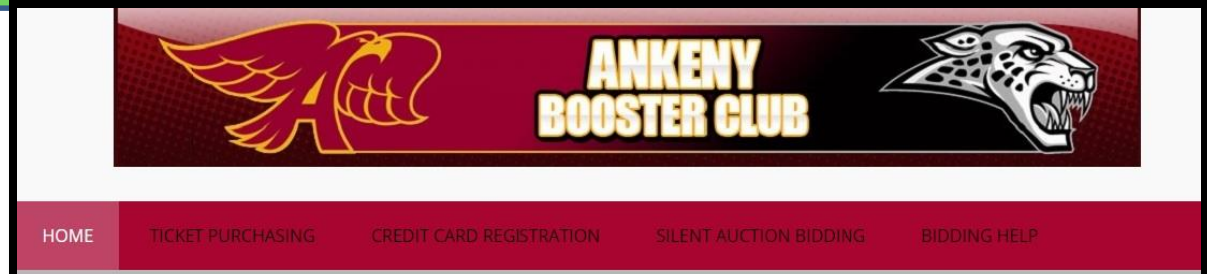 ANKENY
BOOSTER CLUB
HOME TICKET PURCHASING CREDIT CARD REGISTRATION SILENT AUCTION BIDDING BIDDING HELP